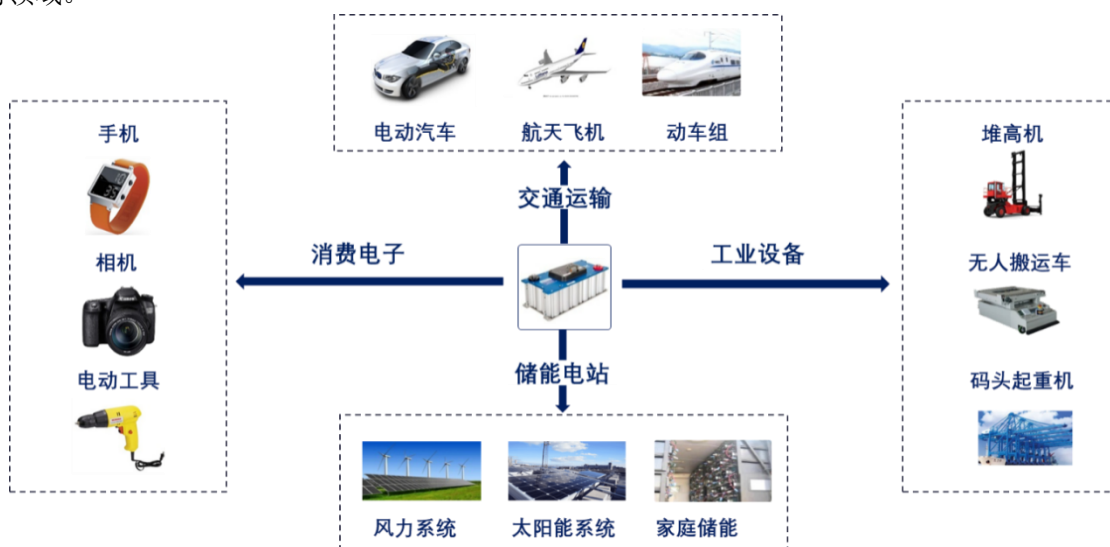 电动汽车 航天飞机 动车组
手机
堆高机
交通运输
消费电子
工业设备
相机
无人搬运车
储能电站
电动工具
码头起重机
风力系统 太阳能系统 家庭储能